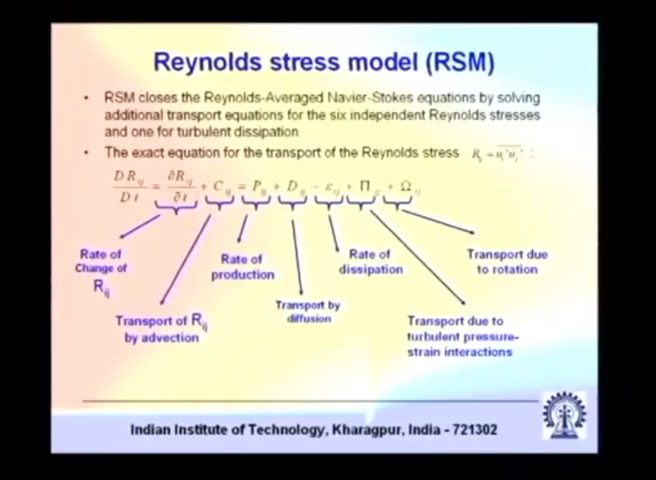 Reynolds stress model (RSM)
• RSM closes the Reynolds-Averaged Navier-Stokes equations by solving
additional transport equations for the six independent Reynolds stresses
and one for turbulent dissipation
• The exact equation for the transport of the Reynolds stress R_ij = \overline{u_i'u_j'} :
DR_ij/Dt = ∂R_ij/∂t + C_ij = P_ij + D_ij − ε_ij + Π_ij + Ω_ij
Rate of
Change of
R_ij
Transport of R_ij
by advection
Rate of
production
Transport by
diffusion
Rate of
dissipation
Transport due to
turbulent pressure-
strain interactions
Transport due
to rotation
Indian Institute of Technology, Kharagpur, India - 721302